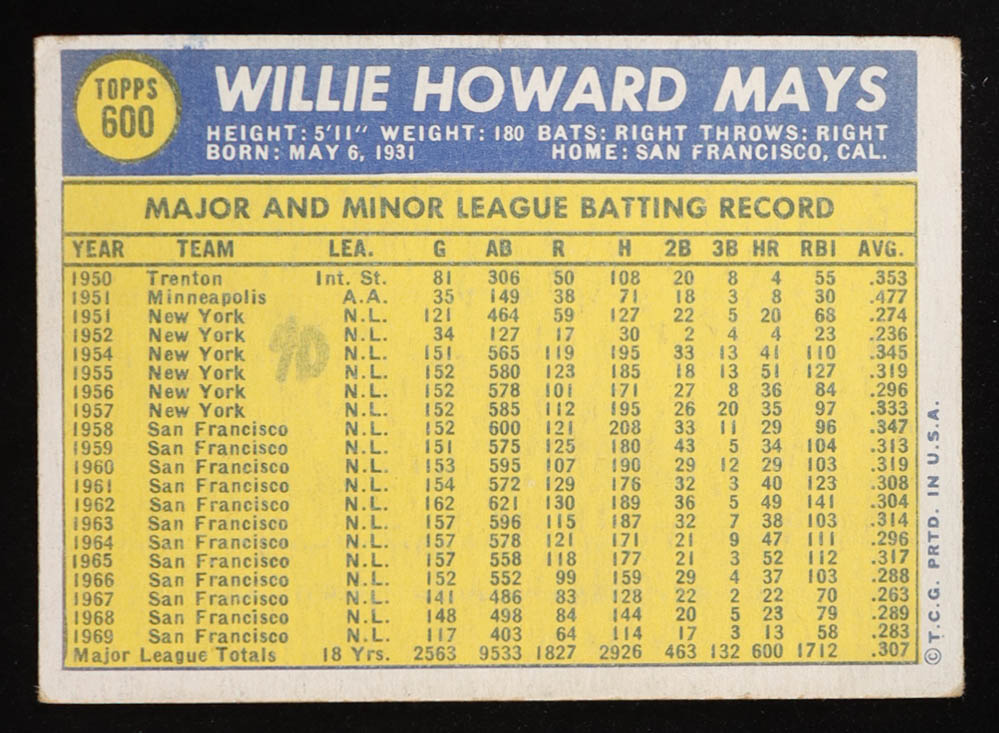 TOPPS
600
WILLIE HOWARD MAYS
HEIGHT: 5'11" WEIGHT: 180 BATS: RIGHT THROWS: RIGHT
BORN: MAY 6, 1931 HOME: SAN FRANCISCO, CAL.
MAJOR AND MINOR LEAGUE BATTING RECORD
YEAR TEAM LEA. G AB R H 2B 3B HR RBI AVG.
1950 Trenton Int. St. 81 306 50 108 20 8 4 55 .353
1951 Minneapolis A.A. 35 149 38 71 18 3 8 30 .477
1951 New York N.L. 121 464 59 127 22 5 20 68 .274
1952 New York N.L. 34 127 17 30 2 4 4 23 .236
1954 New York N.L. 151 565 119 195 33 13 41 110 .345
1955 New York N.L. 152 580 123 185 18 13 51 127 .319
1956 New York N.L. 152 578 101 171 27 8 36 84 .296
1957 New York N.L. 152 585 112 195 26 20 35 97 .333
1958 San Francisco N.L. 152 600 121 208 33 11 29 96 .347
1959 San Francisco N.L. 151 575 125 180 43 5 34 104 .313
1960 San Francisco N.L. 153 595 107 190 29 12 29 103 .319
1961 San Francisco N.L. 154 572 129 176 32 3 40 123 .308
1962 San Francisco N.L. 162 621 130 189 36 5 49 141 .304
1963 San Francisco N.L. 157 596 115 187 32 7 38 103 .314
1964 San Francisco N.L. 157 578 121 171 21 9 47 111 .296
1965 San Francisco N.L. 157 558 118 177 21 3 52 112 .317
1966 San Francisco N.L. 152 552 99 159 29 4 37 103 .288
1967 San Francisco N.L. 141 486 83 128 22 2 22 70 .263
1968 San Francisco N.L. 148 498 84 144 20 5 23 79 .289
1969 San Francisco N.L. 117 403 64 114 17 3 13 58 .283
Major League Totals 18 Yrs. 2563 9533 1827 2926 463 132 600 1712 .307
© T.C.G. PRTD. IN U.S.A.